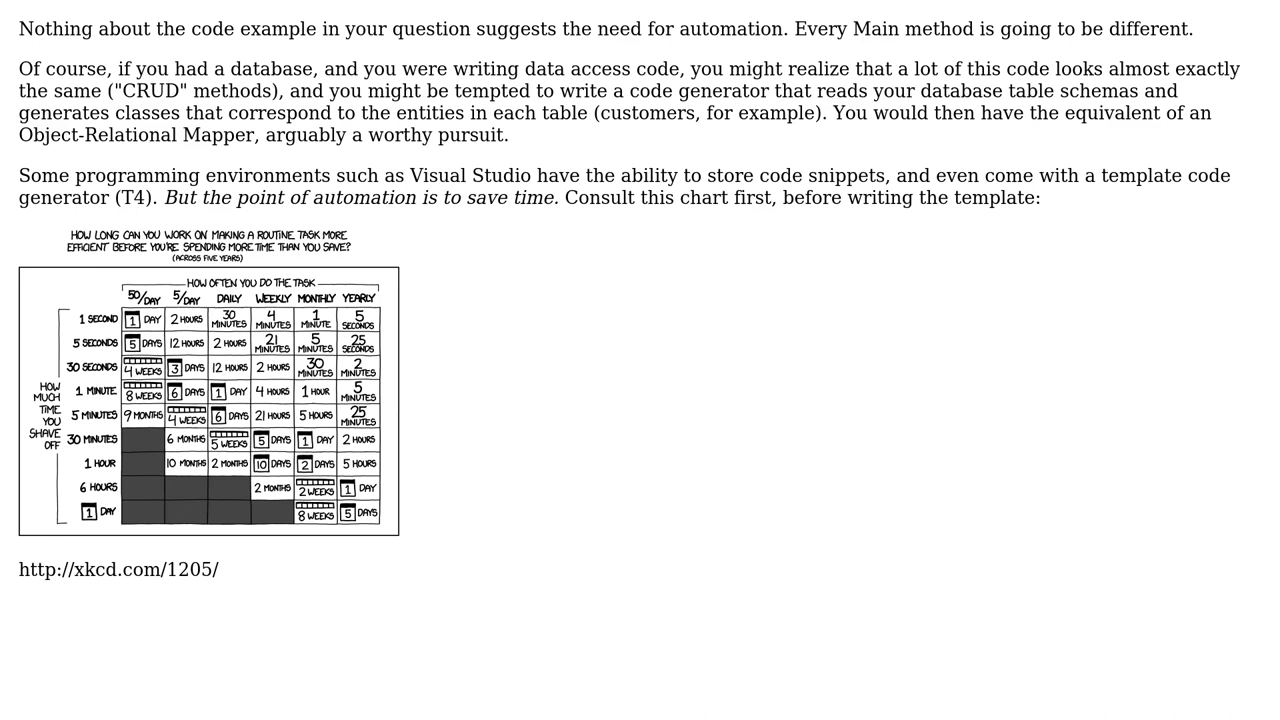 Nothing about the code example in your question suggests the need for automation. Every Main method is going to be different.
Of course, if you had a database, and you were writing data access code, you might realize that a lot of this code looks almost exactly
the same ("CRUD" methods), and you might be tempted to write a code generator that reads your database table schemas and
generates classes that correspond to the entities in each table (customers, for example). You would then have the equivalent of an
Object-Relational Mapper, arguably a worthy pursuit.
Some programming environments such as Visual Studio have the ability to store code snippets, and even come with a template code
generator (T4). But the point of automation is to save time. Consult this chart first, before writing the template:
HOW LONG CAN YOU WORK ON MAKING A ROUTINE TASK MORE
EFFICIENT BEFORE YOU'RE SPENDING MORE TIME THAN YOU SAVE?
(ACROSS FIVE YEARS)
HOW OFTEN YOU DO THE TASK
50/DAY 5/DAY DAILY WEEKLY MONTHLY YEARLY
HOW MUCH TIME YOU SHAVE OFF
1 SECOND 1 DAY 2 HOURS 30 MINUTES 4 MINUTES 1 MINUTE 5 SECONDS
5 SECONDS 5 DAYS 12 HOURS 2 HOURS 21 MINUTES 5 MINUTES 25 SECONDS
30 SECONDS 4 WEEKS 3 DAYS 12 HOURS 2 HOURS 30 MINUTES 2 MINUTES
1 MINUTE 8 WEEKS 6 DAYS 1 DAY 4 HOURS 1 HOUR 5 MINUTES
5 MINUTES 9 MONTHS 4 WEEKS 6 DAYS 21 HOURS 5 HOURS 25 MINUTES
30 MINUTES 6 MONTHS 5 WEEKS 5 DAYS 1 DAY 2 HOURS
1 HOUR 10 MONTHS 2 MONTHS 10 DAYS 2 DAYS 5 HOURS
6 HOURS 2 MONTHS 2 WEEKS 1 DAY
1 DAY 8 WEEKS 5 DAYS
http://xkcd.com/1205/